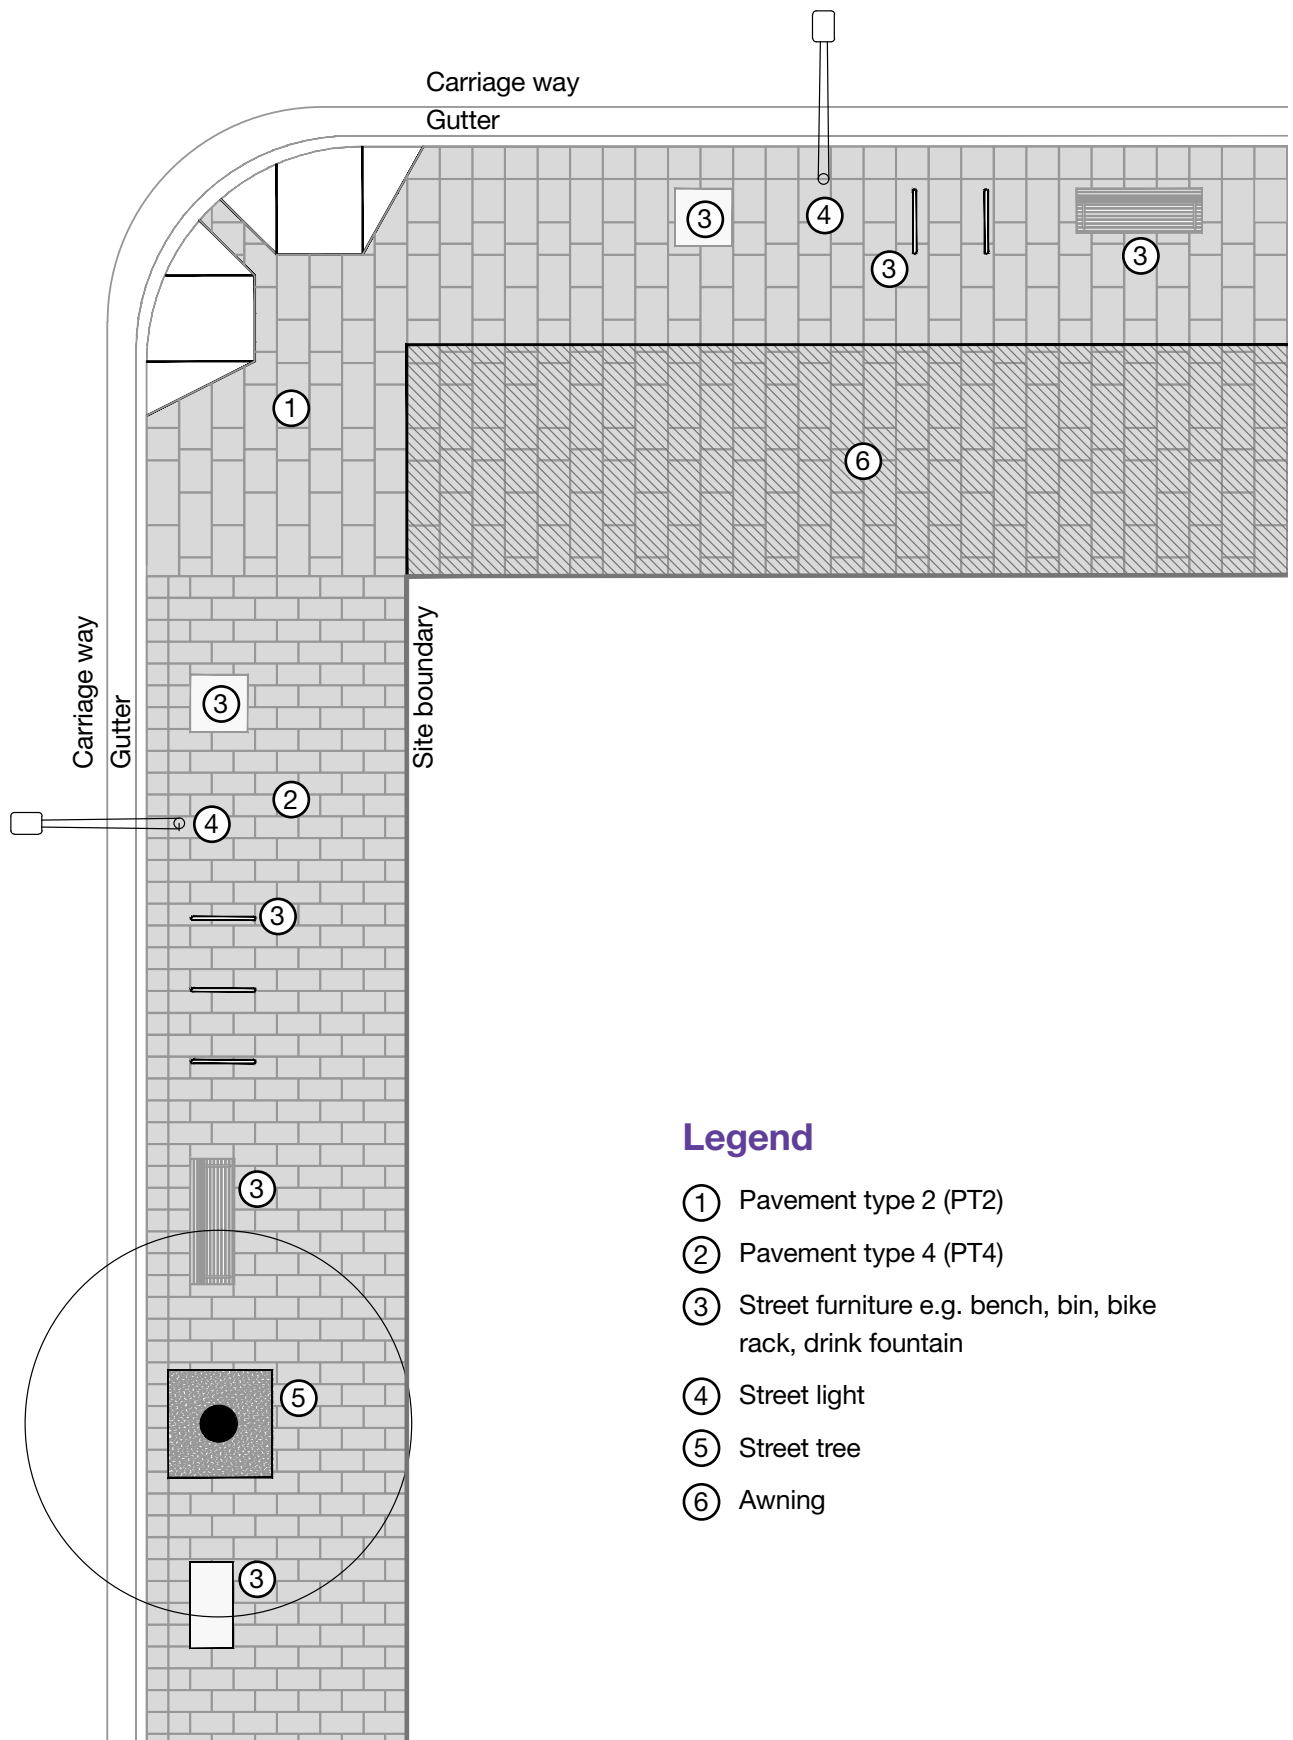 Carriage way
Gutter
3
4
3
3
1
6
Carriage way
Gutter
Site boundary
3
2
4
3
3
5
3
Legend
1 Pavement type 2 (PT2)
2 Pavement type 4 (PT4)
3 Street furniture e.g. bench, bin, bike
rack, drink fountain
4 Street light
5 Street tree
6 Awning